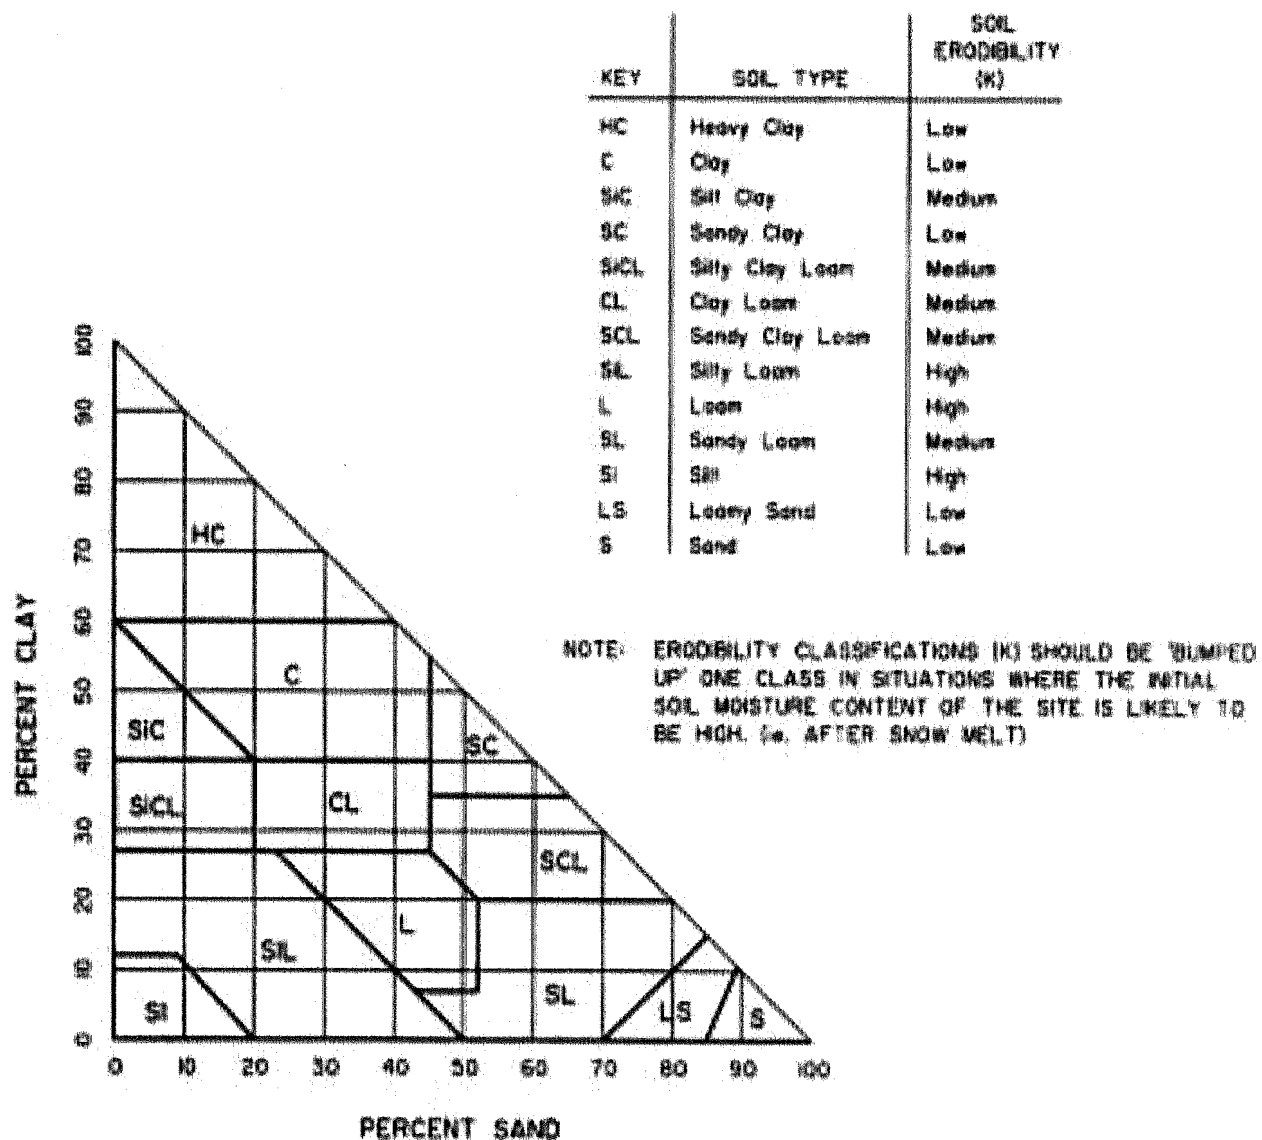 KEY SOIL TYPE SOIL ERODIBILITY (K)
HC Heavy Clay Low
C Clay Low
SiC Silt Clay Medium
SC Sandy Clay Low
SiCL Silty Clay Loam Medium
CL Clay Loam Medium
SCL Sandy Clay Loam Medium
SiL Silty Loam High
L Loam High
SL Sandy Loam Medium
Si Silt High
LS Loamy Sand Low
S Sand Low
NOTE: ERODIBILITY CLASSIFICATIONS (K) SHOULD BE 'BUMPED
UP' ONE CLASS IN SITUATIONS WHERE THE INITIAL
SOIL MOISTURE CONTENT OF THE SITE IS LIKELY TO
BE HIGH. (ie. AFTER SNOW MELT)
PERCENT CLAY
100
90
80
70
60
50
40
30
20
10
0
HC
C
SiC
SC
SiCL
CL
SCL
L
SiL
Si
SL
LS
S
0 10 20 30 40 50 60 70 80 90 100
PERCENT SAND